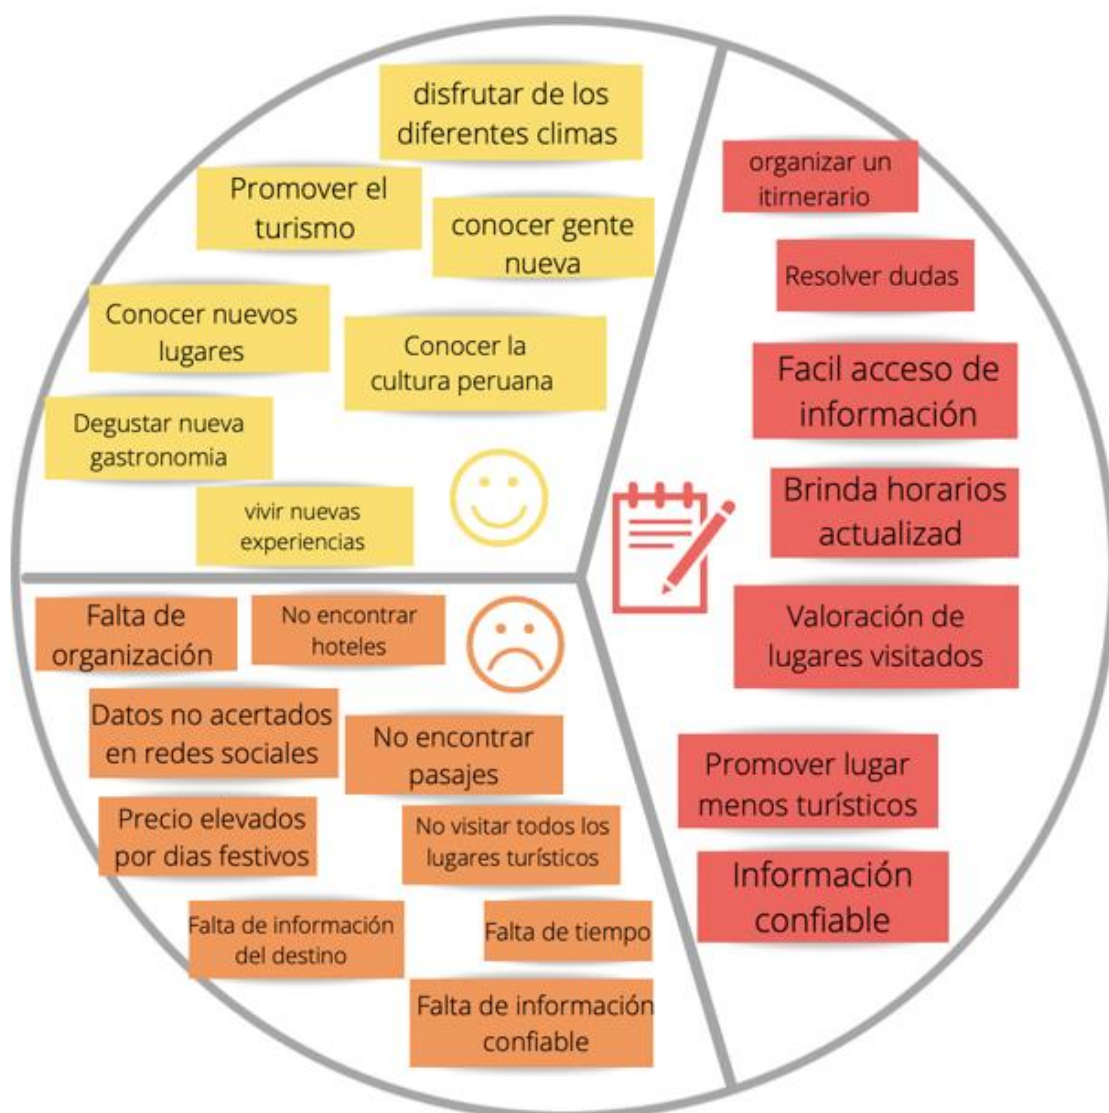 disfrutar de los
diferentes climas
Promover el
turismo
conocer gente
nueva
Conocer nuevos
lugares
Conocer la
cultura peruana
Degustar nueva
gastronomia
vivir nuevas
experiencias
organizar un
itirnerario
Resolver dudas
Facil acceso de
información
Brinda horarios
actualizad
Valoración de
lugares visitados
Promover lugar
menos turísticos
Información
confiable
Falta de
organización
No encontrar
hoteles
Datos no acertados
en redes sociales
No encontrar
pasajes
Precio elevados
por dias festivos
No visitar todos los
lugares turísticos
Falta de información
del destino
Falta de tiempo
Falta de información
confiable